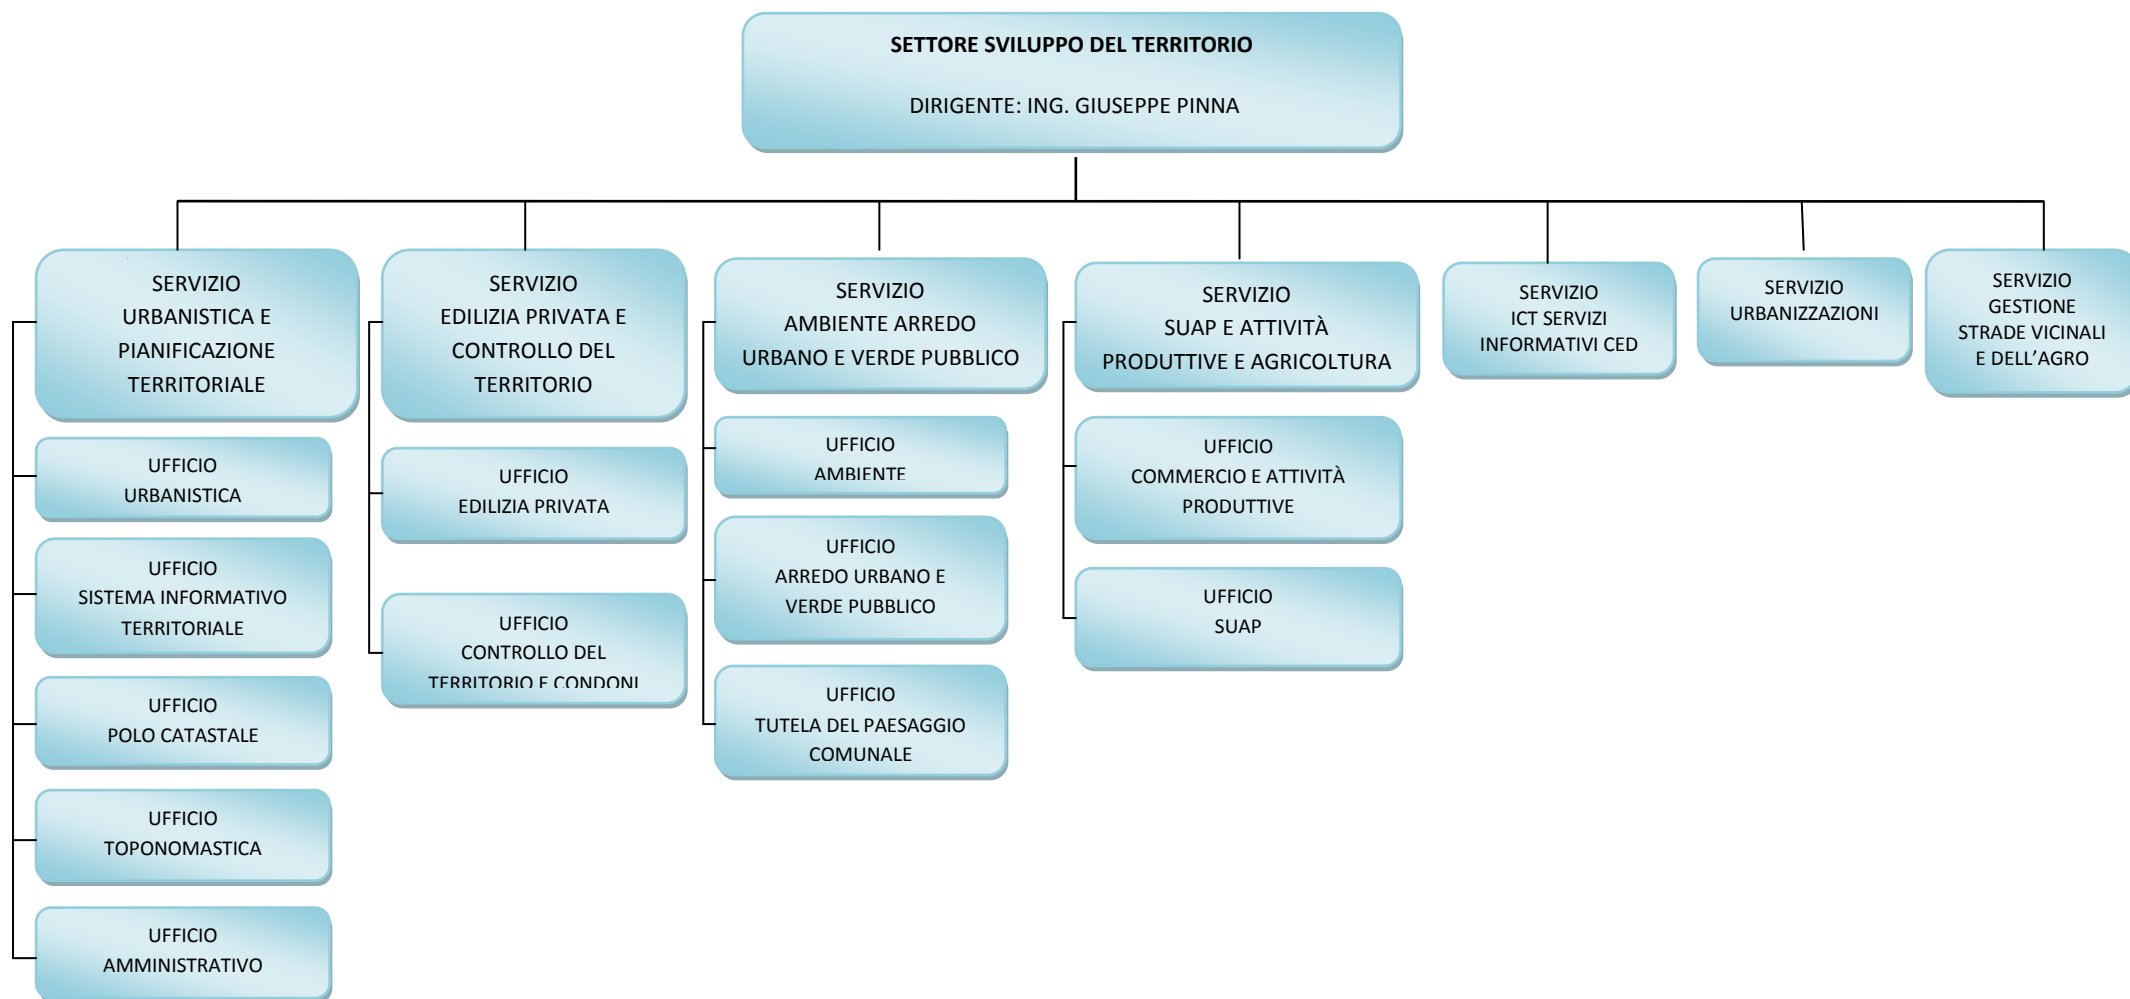 SETTORE SVILUPPO DEL TERRITORIO
DIRIGENTE: ING. GIUSEPPE PINNA
SERVIZIO
URBANISTICA E
PIANIFICAZIONE
TERRITORIALE
UFFICIO
URBANISTICA
UFFICIO
SISTEMA INFORMATIVO
TERRITORIALE
UFFICIO
POLO CATASTALE
UFFICIO
TOPONOMASTICA
UFFICIO
AMMINISTRATIVO
SERVIZIO
EDILIZIA PRIVATA E
CONTROLLO DEL
TERRITORIO
UFFICIO
EDILIZIA PRIVATA
UFFICIO
CONTROLLO DEL
TERRITORIO E CONDONI
SERVIZIO
AMBIENTE ARREDO
URBANO E VERDE PUBBLICO
UFFICIO
AMBIENTE
UFFICIO
ARREDO URBANO E
VERDE PUBBLICO
UFFICIO
TUTELA DEL PAESAGGIO
COMUNALE
SERVIZIO
SUAP E ATTIVITÀ
PRODUTTIVE E AGRICOLTURA
UFFICIO
COMMERCIO E ATTIVITÀ
PRODUTTIVE
UFFICIO
SUAP
SERVIZIO
ICT SERVIZI
INFORMATIVI CED
SERVIZIO
URBANIZZAZIONI
SERVIZIO
GESTIONE
STRADE VICINALI
E DELL’AGRO